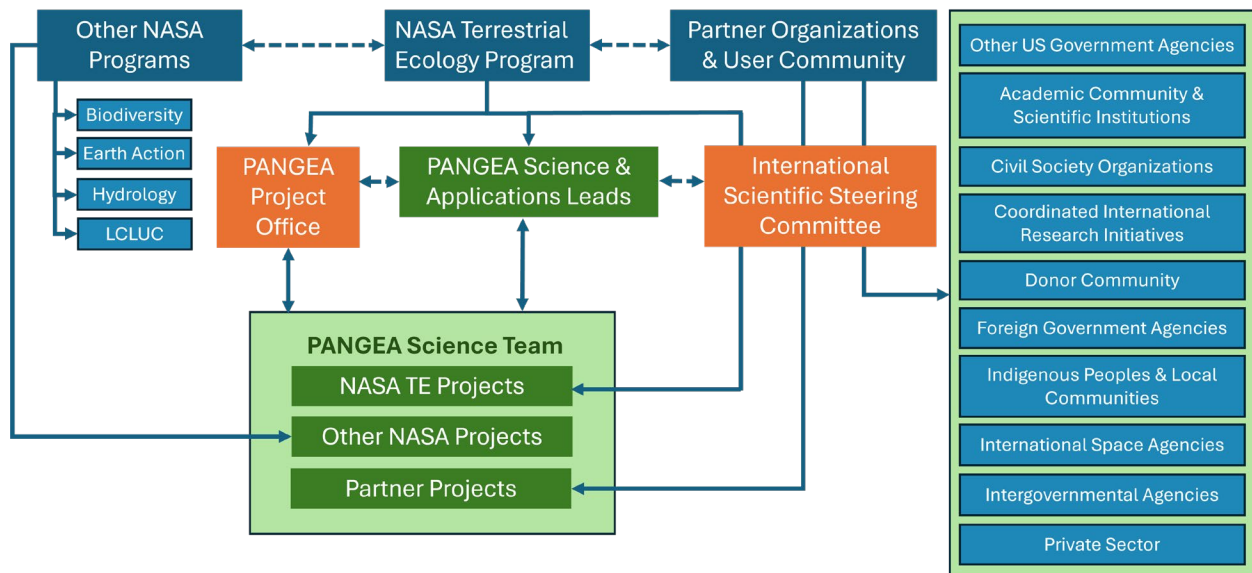 Other NASA
Programs
NASA Terrestrial
Ecology Program
Partner Organizations
& User Community
Biodiversity
Earth Action
Hydrology
LCLUC
PANGEA
Project
Office
PANGEA Science &
Applications Leads
International
Scientific Steering
Committee
PANGEA Science Team
NASA TE Projects
Other NASA Projects
Partner Projects
Other US Government Agencies
Academic Community &
Scientific Institutions
Civil Society Organizations
Coordinated International
Research Initiatives
Donor Community
Foreign Government Agencies
Indigenous Peoples & Local
Communities
International Space Agencies
Intergovernmental Agencies
Private Sector